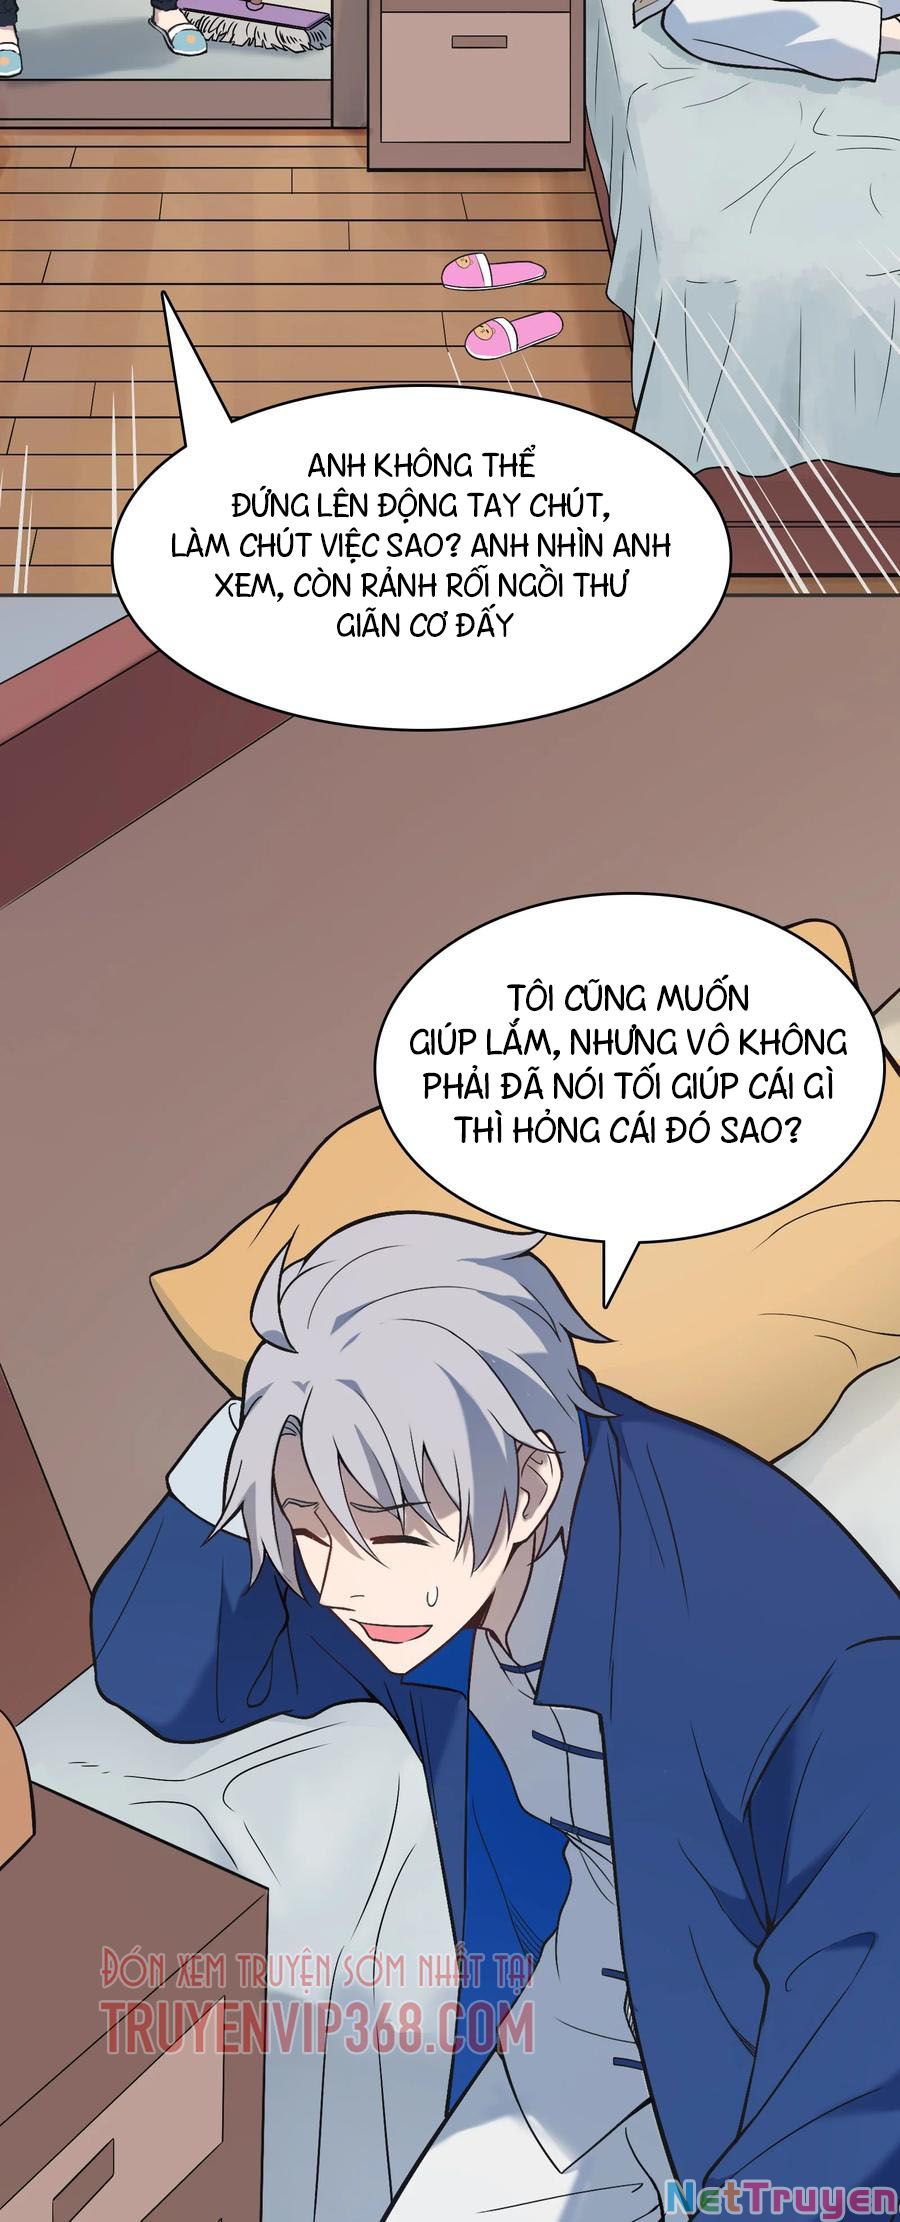 ANH KHÔNG THỂ
ĐỨNG LÊN ĐỘNG TAY CHÚT,
LÀM CHÚT VIỆC SAO? ANH NHÌN ANH
XEM, CÒN RẢNH RỖI NGỒI THƯ
GIÃN CƠ ĐẤY
TÔI CŨNG MUỐN
GIÚP LẮM, NHƯNG VÔ KHÔNG
PHẢI ĐÃ NÓI TỐI GIÚP CÁI GÌ
THÌ HỎNG CÁI ĐÓ SAO?
ĐÓN XEM TRUYỆN SỚM NHẤT TẠI
TRUYENVIP368.COM
NetTruyen